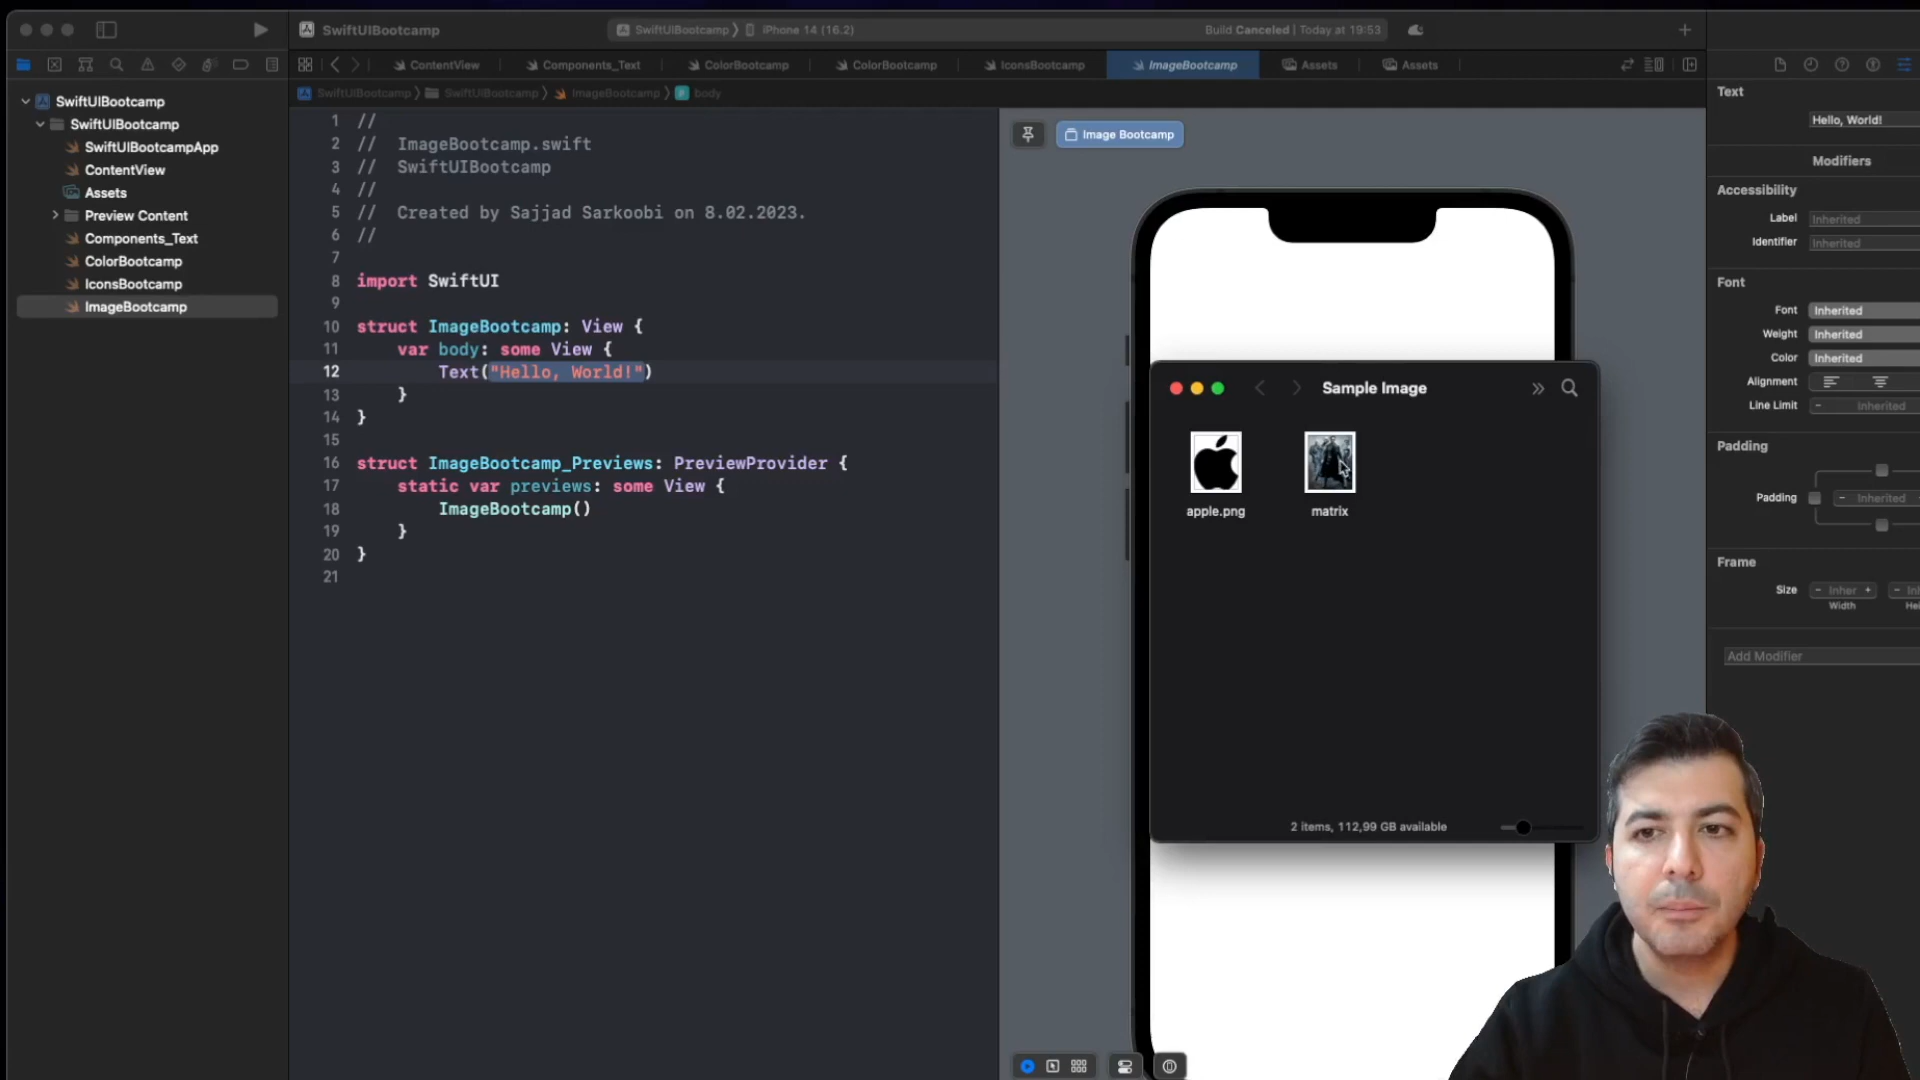 SwiftUIBootcamp
SwiftUIBootcamp 〉 iPhone 14 (16.2)
Build Canceled | Today at 19:53
ContentView
Components_Text
ColorBootcamp
ColorBootcamp
IconsBootcamp
ImageBootcamp
Assets
Assets
SwiftUIBootcamp 〉 SwiftUIBootcamp 〉 ImageBootcamp 〉 body
SwiftUIBootcamp
SwiftUIBootcamp
SwiftUIBootcampApp
ContentView
Assets
Preview Content
Components_Text
ColorBootcamp
IconsBootcamp
ImageBootcamp
1 //
2 // ImageBootcamp.swift
3 // SwiftUIBootcamp
4 //
5 // Created by Sajjad Sarkoobi on 8.02.2023.
6 //
7
8 import SwiftUI
9
10 struct ImageBootcamp: View {
11 var body: some View {
12 Text("Hello, World!")
13 }
14 }
15
16 struct ImageBootcamp_Previews: PreviewProvider {
17 static var previews: some View {
18 ImageBootcamp()
19 }
20 }
21
Image Bootcamp
Sample Image
apple.png
matrix
2 items, 112,99 GB available
Text
Hello, World!
Modifiers
Accessibility
Label Inherited
Identifier Inherited
Font
Font Inherited
Weight Inherited
Color Inherited
Alignment
Line Limit – Inherited
Padding
Padding – Inherited
Frame
Size – Inher +
Width
Add Modifier